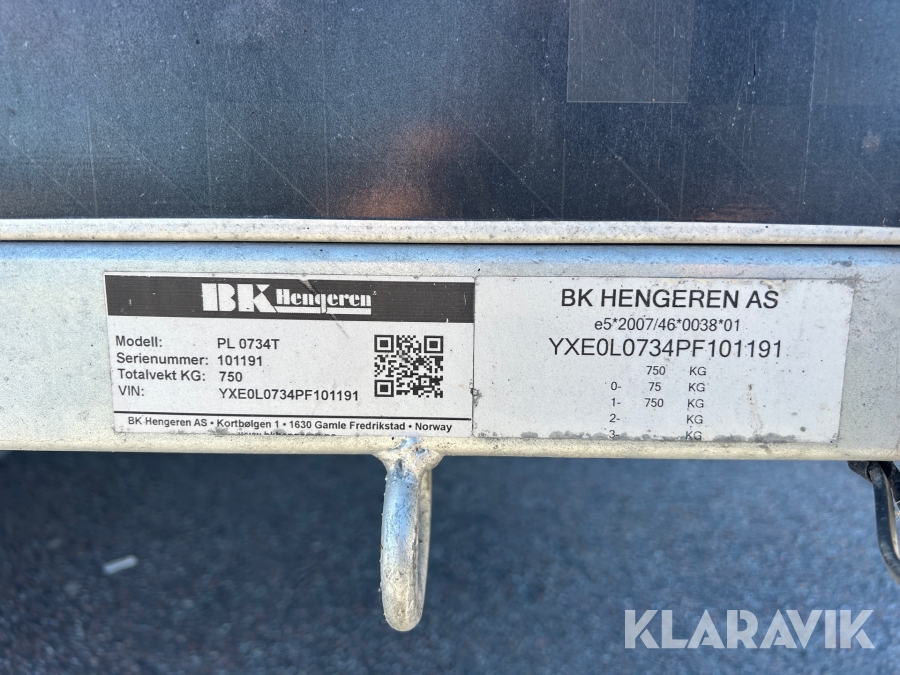 BK Hengeren
Modell: PL 0734T
Serienummer: 101191
Totalvekt KG: 750
VIN: YXE0L0734PF101191
BK Hengeren AS • Kortbølgen 1 • 1630 Gamle Fredrikstad • Norway
BK HENGEREN AS
e5*2007/46*0038*01
YXE0L0734PF101191
750 KG
0- 75 KG
1- 750 KG
2- KG
3- KG
KLARAVIK